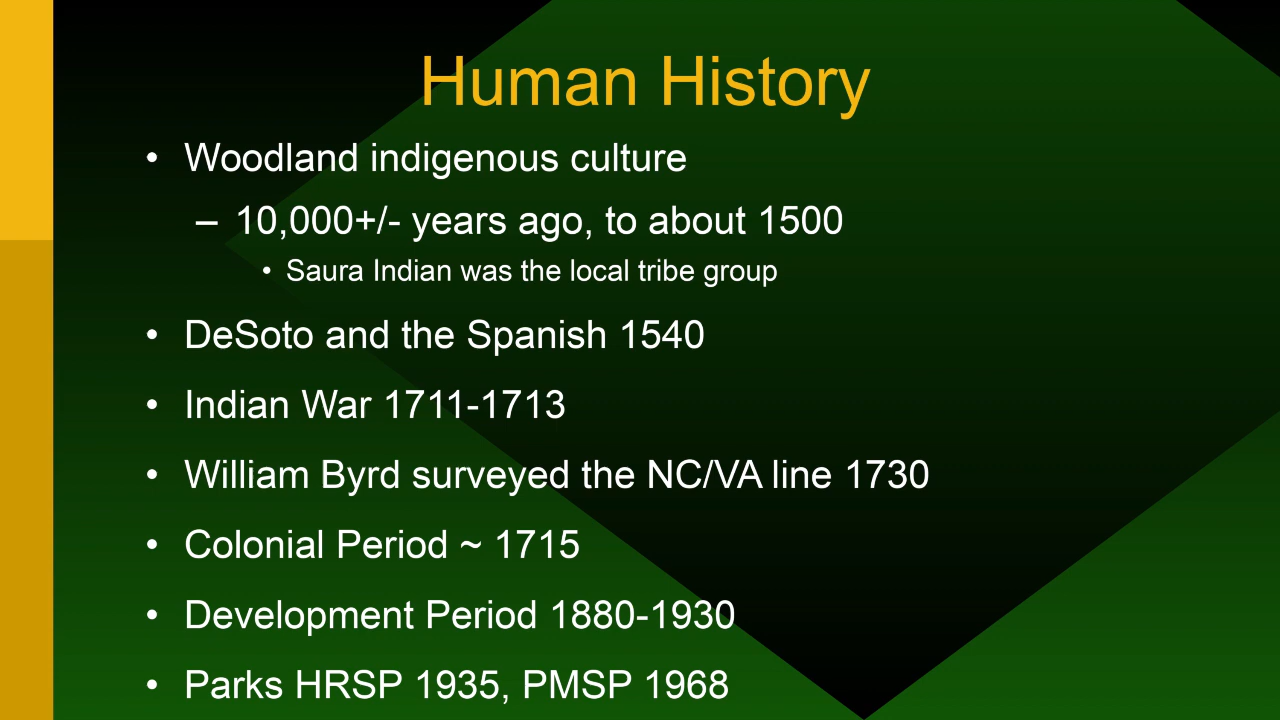 Human History
• Woodland indigenous culture
– 10,000+/- years ago, to about 1500
• Saura Indian was the local tribe group
• DeSoto and the Spanish 1540
• Indian War 1711-1713
• William Byrd surveyed the NC/VA line 1730
• Colonial Period ~ 1715
• Development Period 1880-1930
• Parks HRSP 1935, PMSP 1968